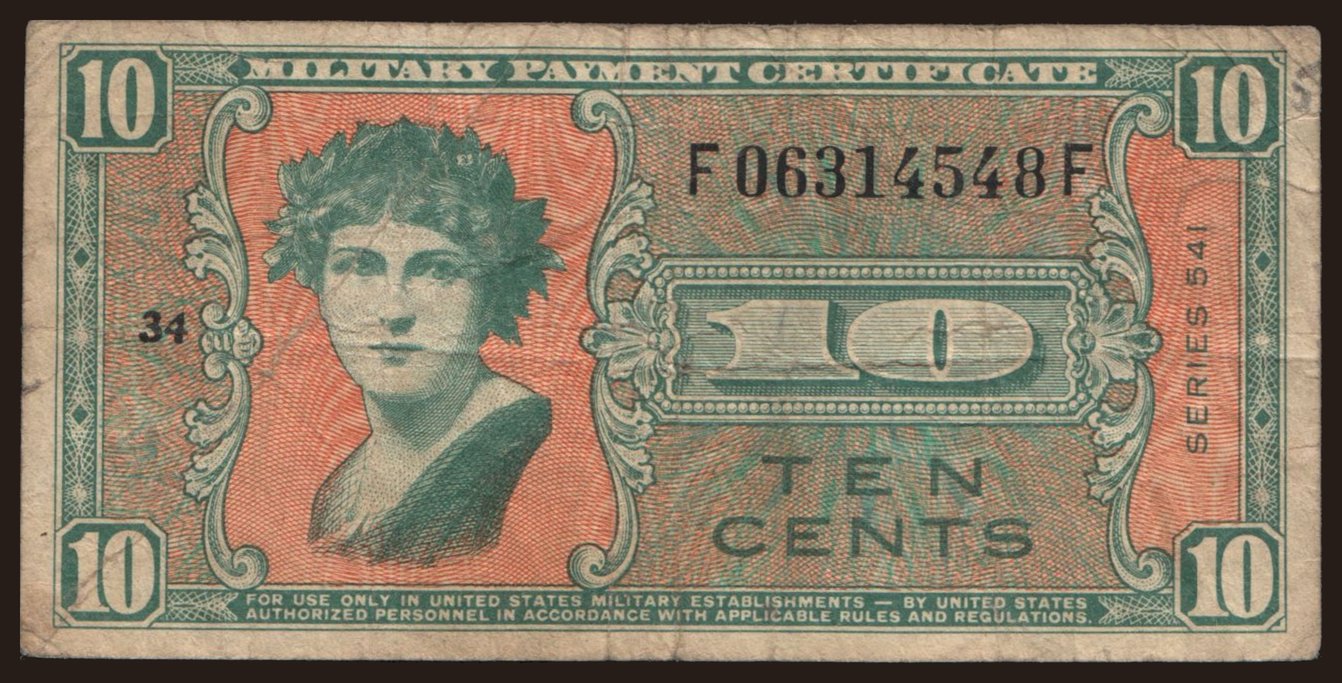 10 MILITARY PAYMENT CERTIFICATE 10
F06314548F
SERIES 541
34
10
TEN
CENTS
10 10
FOR USE ONLY IN UNITED STATES MILITARY ESTABLISHMENTS — BY UNITED STATES
AUTHORIZED PERSONNEL IN ACCORDANCE WITH APPLICABLE RULES AND REGULATIONS.